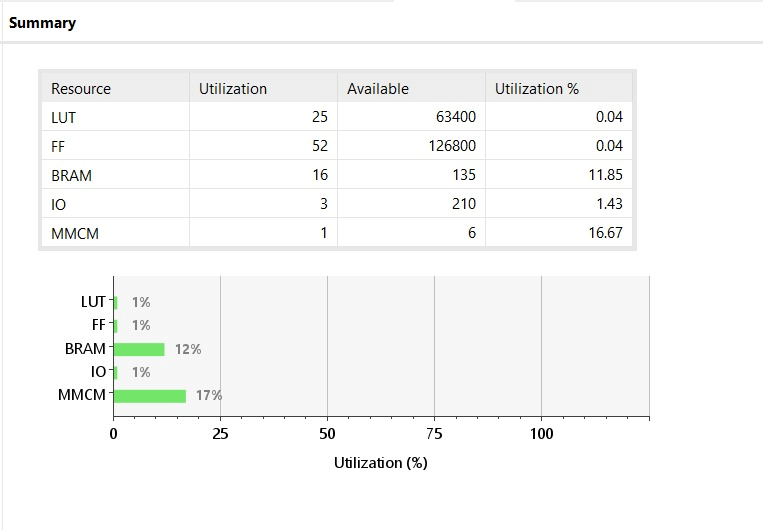 Summary
Resource Utilization Available Utilization %
LUT 25 63400 0.04
FF 52 126800 0.04
BRAM 16 135 11.85
IO 3 210 1.43
MMCM 1 6 16.67
LUT 1%
FF 1%
BRAM 12%
IO 1%
MMCM 17%
0 25 50 75 100
Utilization (%)